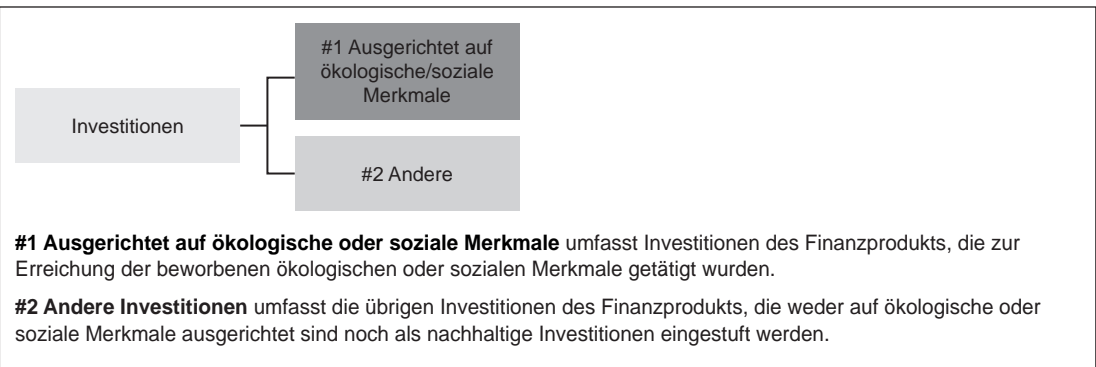 #1 Ausgerichtet auf
ökologische/soziale
Merkmale
Investitionen
#2 Andere
#1 Ausgerichtet auf ökologische oder soziale Merkmale umfasst Investitionen des Finanzprodukts, die zur
Erreichung der beworbenen ökologischen oder sozialen Merkmale getätigt wurden.
#2 Andere Investitionen umfasst die übrigen Investitionen des Finanzprodukts, die weder auf ökologische oder
soziale Merkmale ausgerichtet sind noch als nachhaltige Investitionen eingestuft werden.